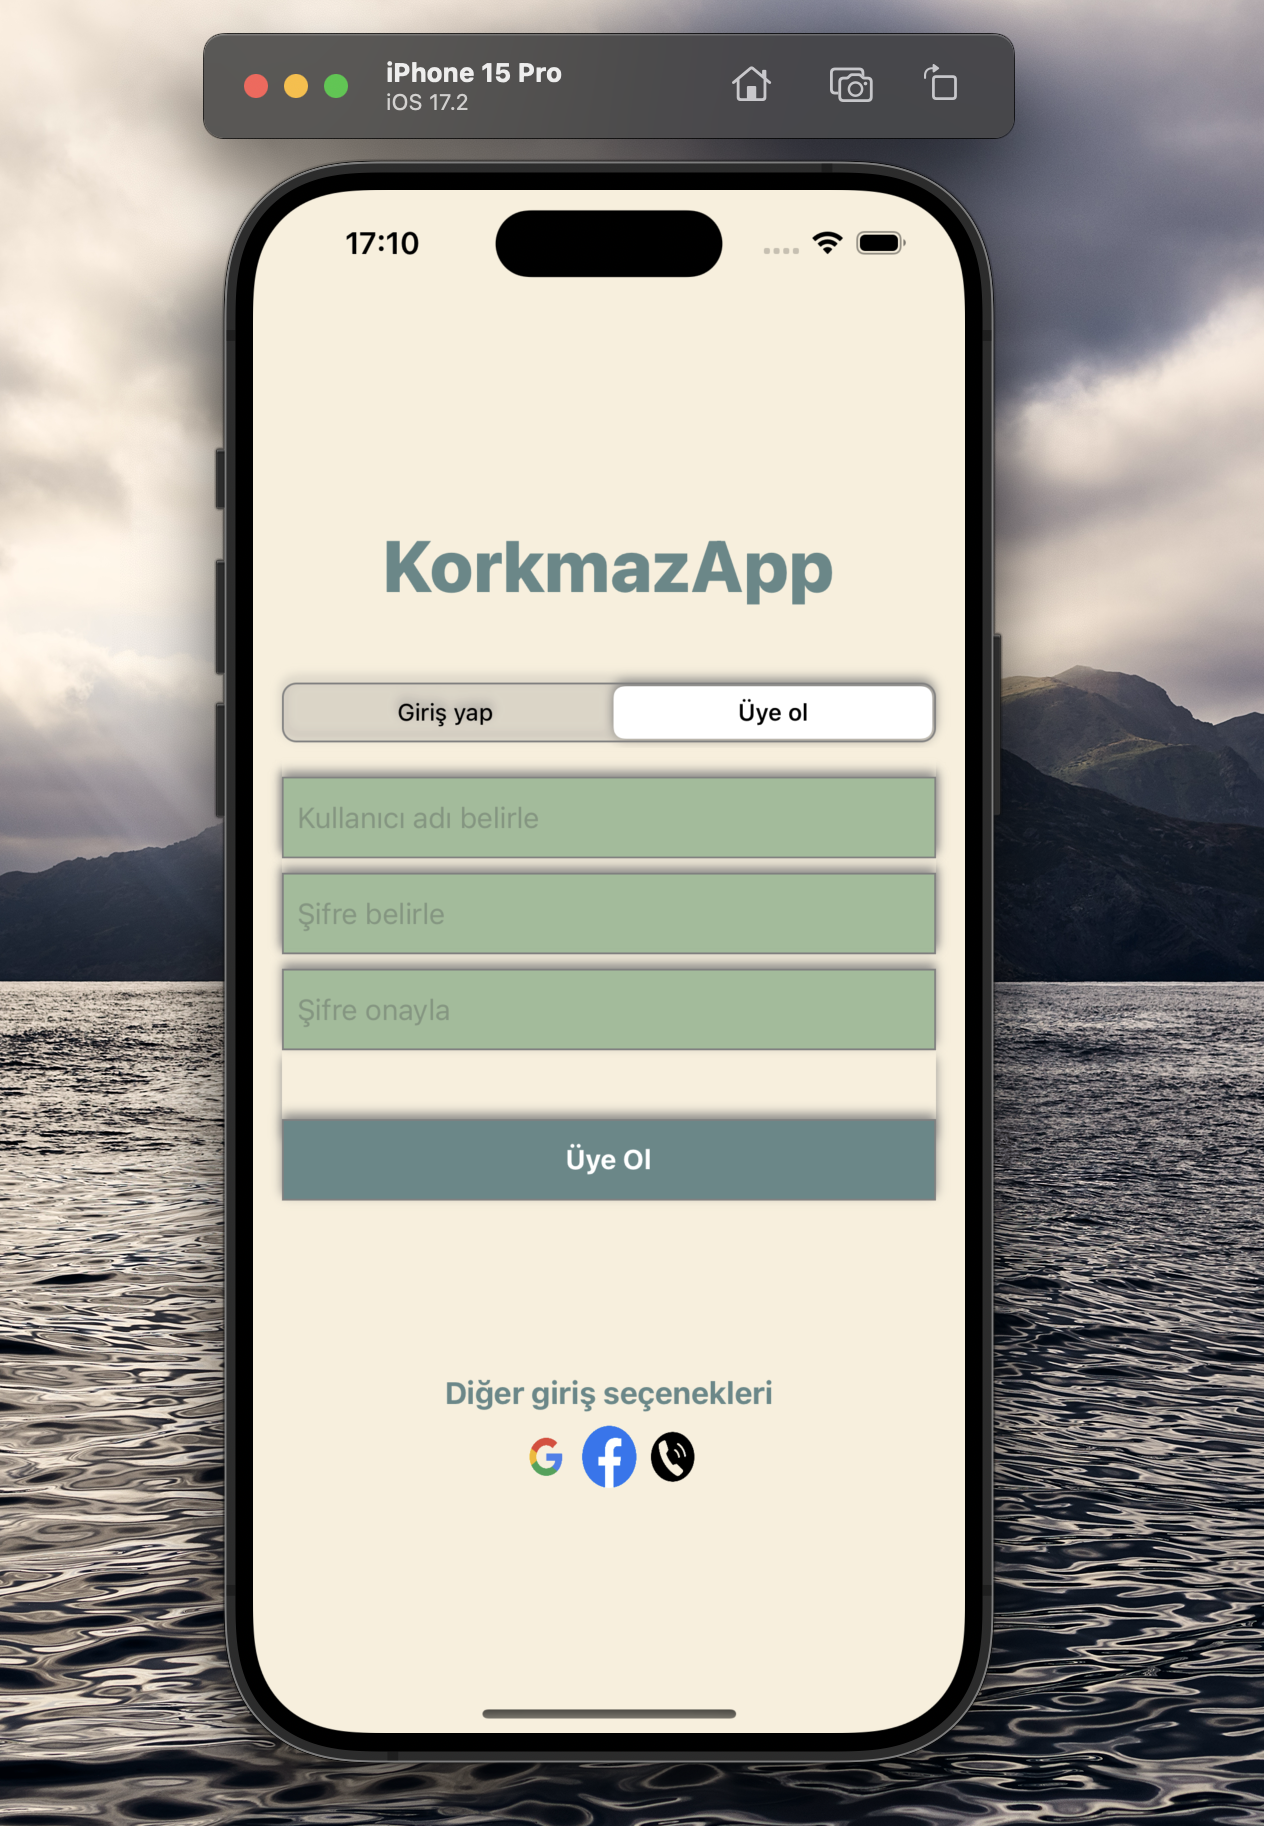 iPhone 15 Pro
iOS 17.2
17:10
KorkmazApp
Giriş yap
Üye ol
Kullanıcı adı belirle
Şifre belirle
Şifre onayla
Üye Ol
Diğer giriş seçenekleri